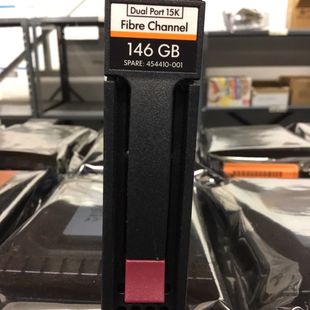 Dual Port 15K
Fibre Channel
146 GB
SPARE: 454410-001